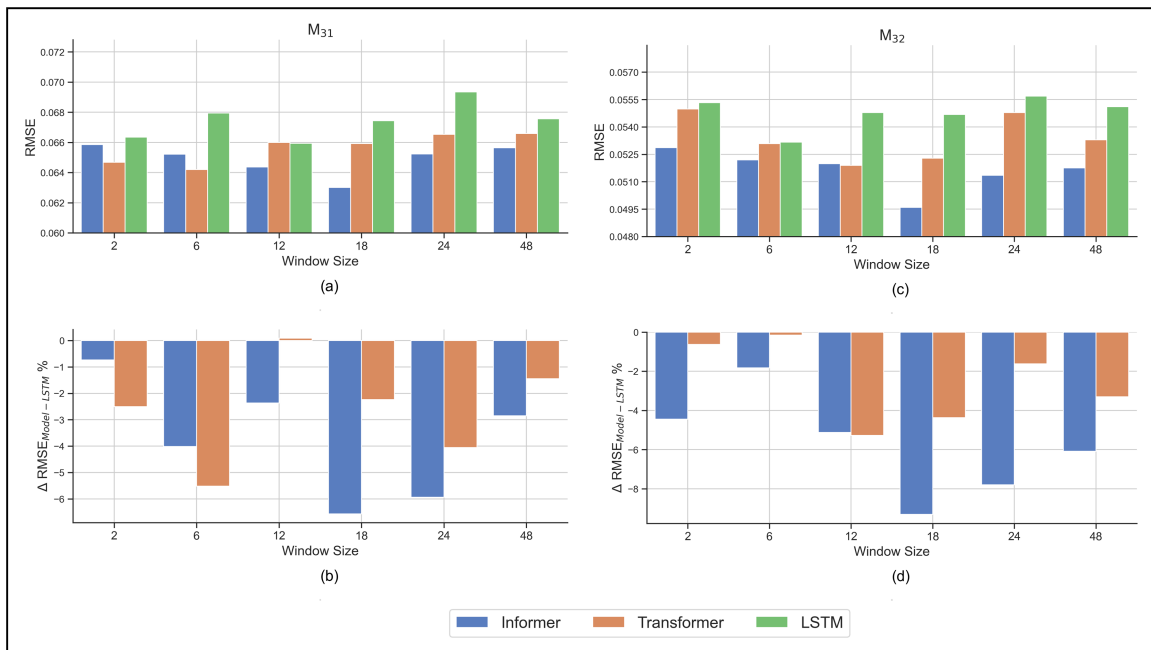 M31
RMSE
0.072
0.070
0.068
0.066
0.064
0.062
0.060
2 6 12 18 24 48
Window Size
(a)
Δ RMSEModel−LSTM %
0
−1
−2
−3
−4
−5
−6
2 6 12 18 24 48
Window Size
(b)
M32
RMSE
0.0570
0.0555
0.0540
0.0525
0.0510
0.0495
0.0480
2 6 12 18 24 48
Window Size
(c)
Δ RMSEModel−LSTM %
0
−2
−4
−6
−8
2 6 12 18 24 48
Window Size
(d)
Informer Transformer LSTM